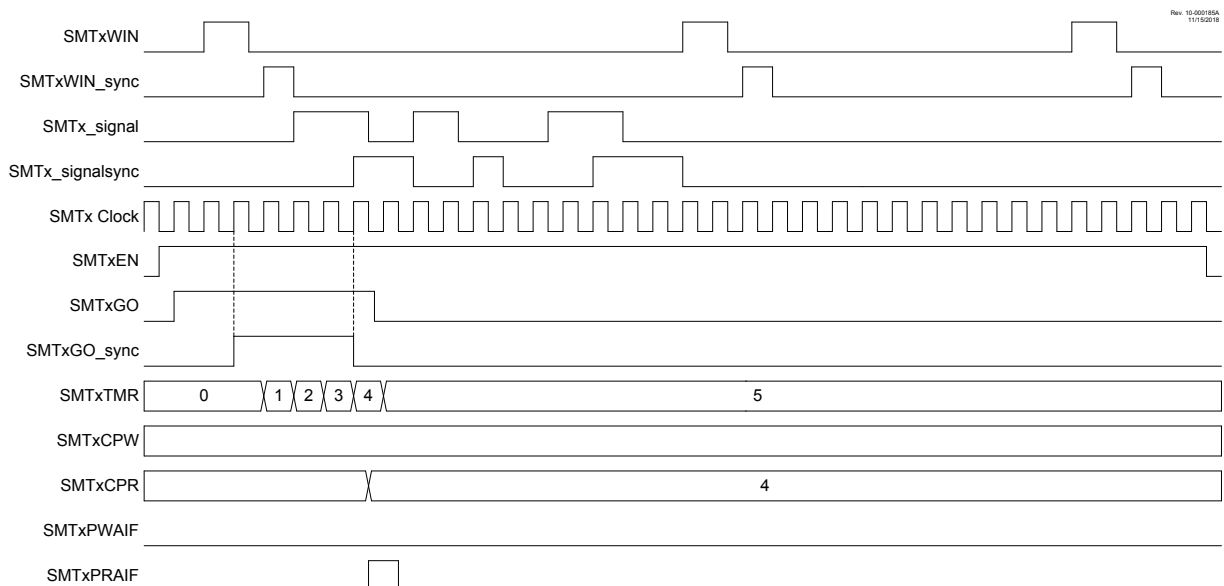 Rev. 10-000185A
11/15/2018
SMTxWIN
SMTxWIN_sync
SMTx_signal
SMTx_signalsync
SMTx Clock
SMTxEN
SMTxGO
SMTxGO_sync
SMTxTMR 0 1 2 3 4 5
SMTxCPW
SMTxCPR 4
SMTxPWAIF
SMTxPRAIF